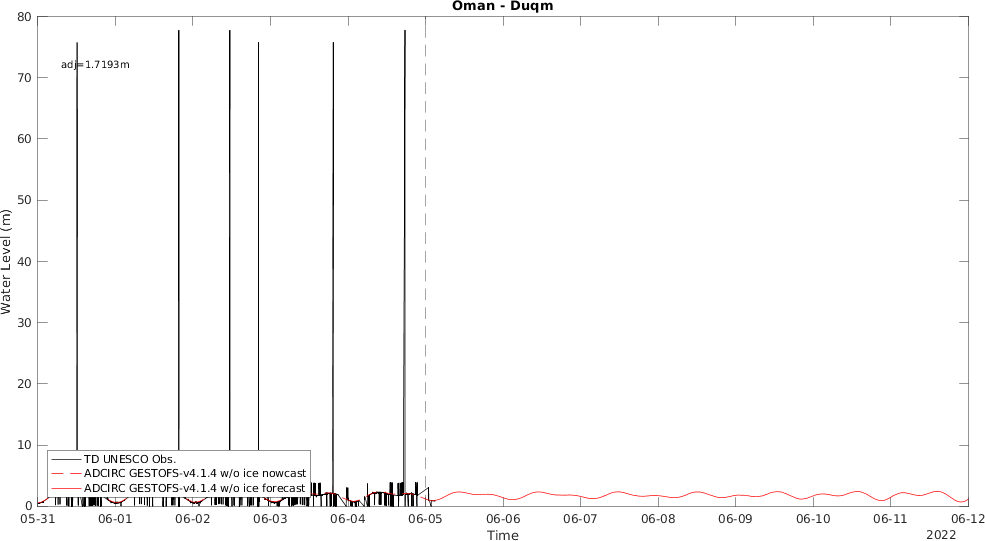 Oman - Duqm
80
adj=1.7193m
70
60
50
40
30
20
10
0
Water Level (m)
TD UNESCO Obs.
ADCIRC GESTOFS-v4.1.4 w/o ice nowcast
ADCIRC GESTOFS-v4.1.4 w/o ice forecast
05-31 06-01 06-02 06-03 06-04 06-05 06-06 06-07 06-08 06-09 06-10 06-11 06-12
Time
2022